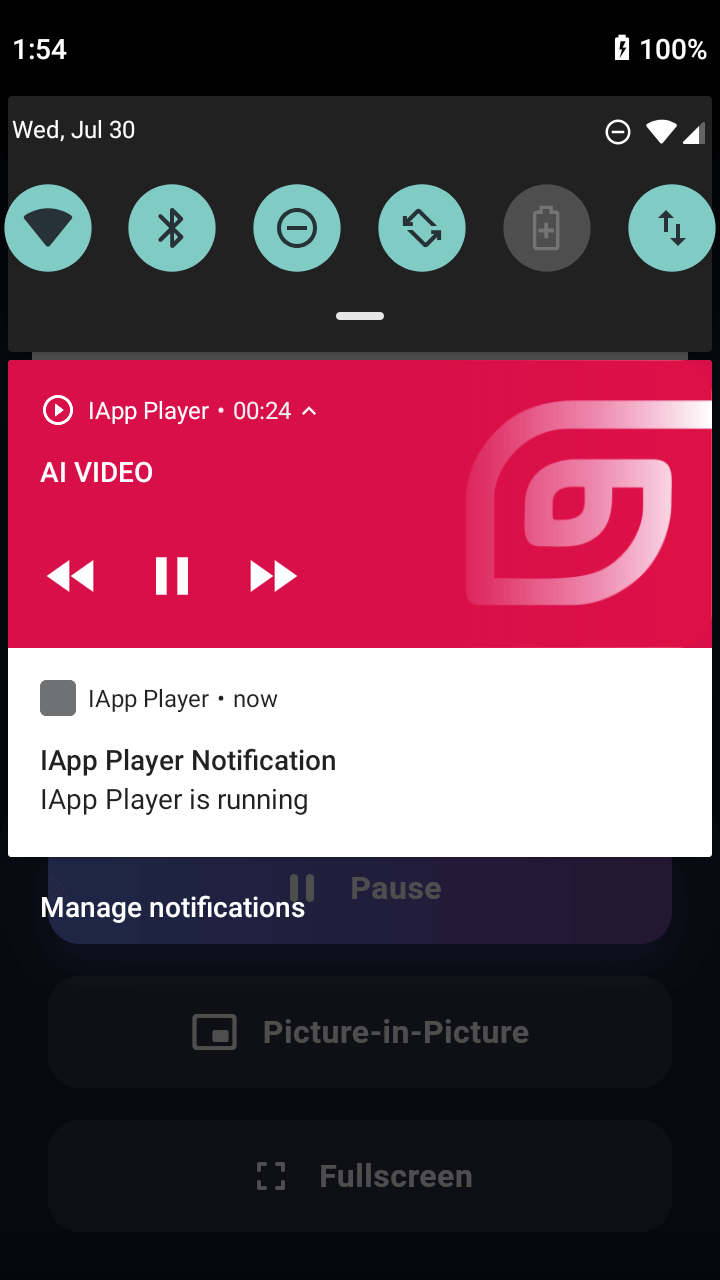 1:54 100%
Wed, Jul 30
IApp Player • 00:24
AI VIDEO
IApp Player • now
IApp Player Notification
IApp Player is running
Pause
Manage notifications
Picture-in-Picture
Fullscreen